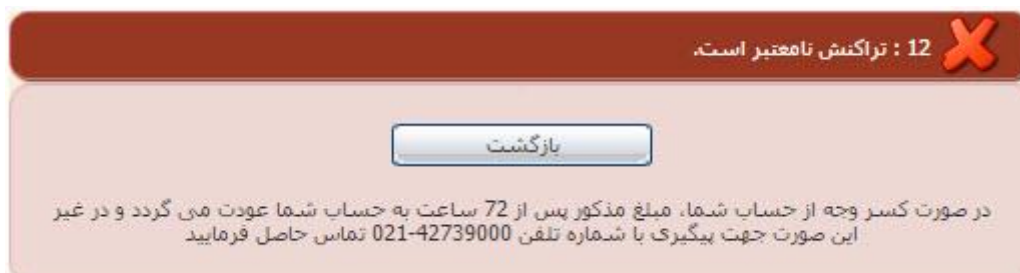 12 : تراکنش نامعتبر است.
بازگشت
در صورت کسر وجه از حساب شما، مبلغ مذکور پس از 72 ساعت به حساب شما عودت می گردد و در غیر
این صورت جهت پیگیری با شماره تلفن 42739000-021 تماس حاصل فرمایید